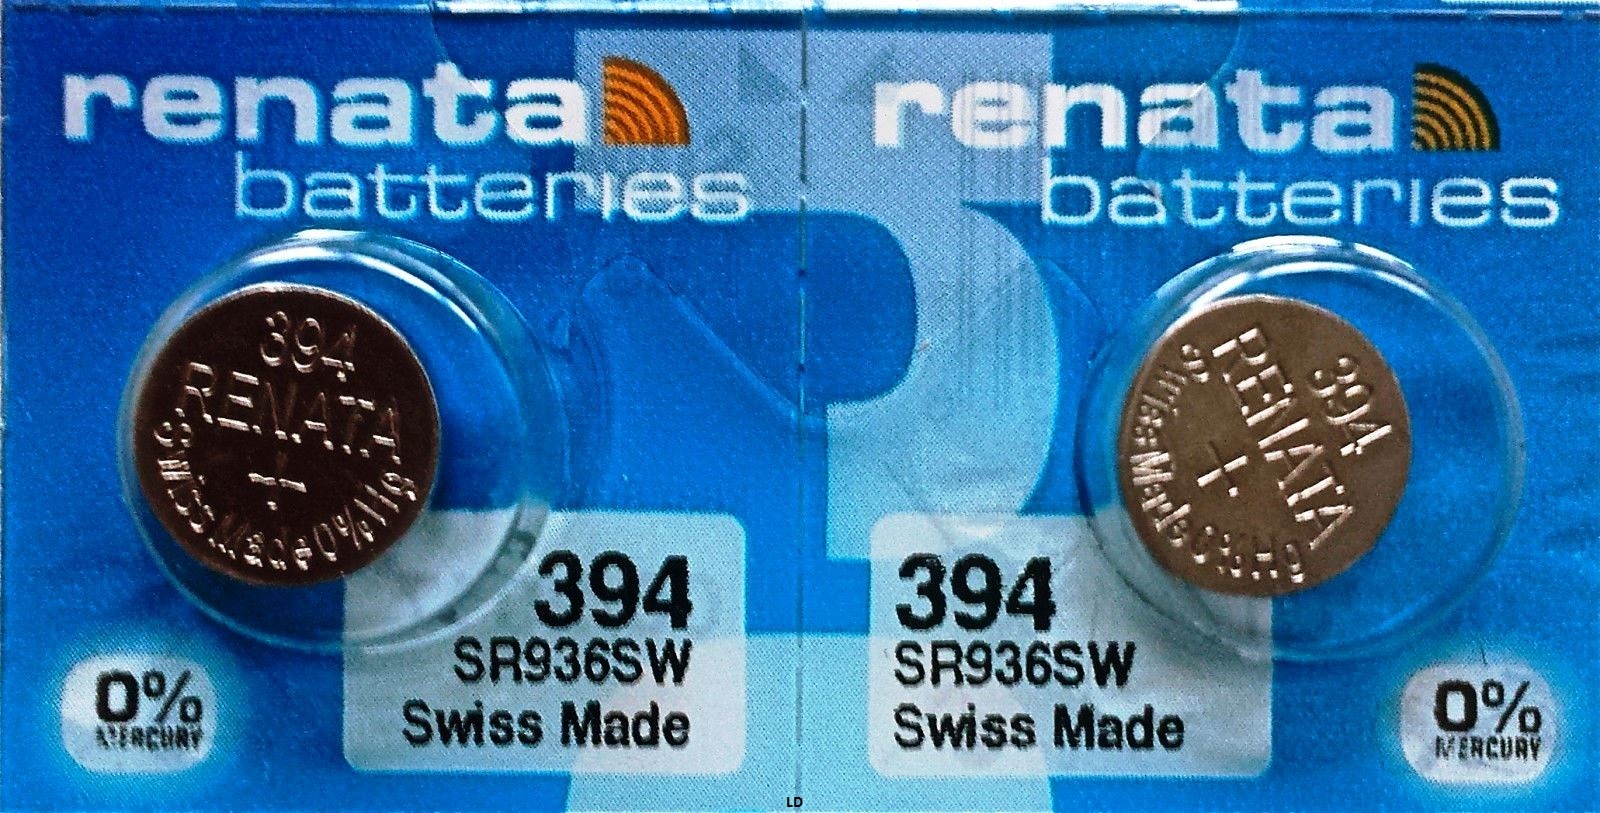 renata
batteries
394
RENATA
+
Swiss Made 0% Hg
394
SR936SW
Swiss Made
0%
MERCURY
renata
batteries
394
RENATA
+
Swiss Made 0% Hg
394
SR936SW
Swiss Made
0%
MERCURY
LD